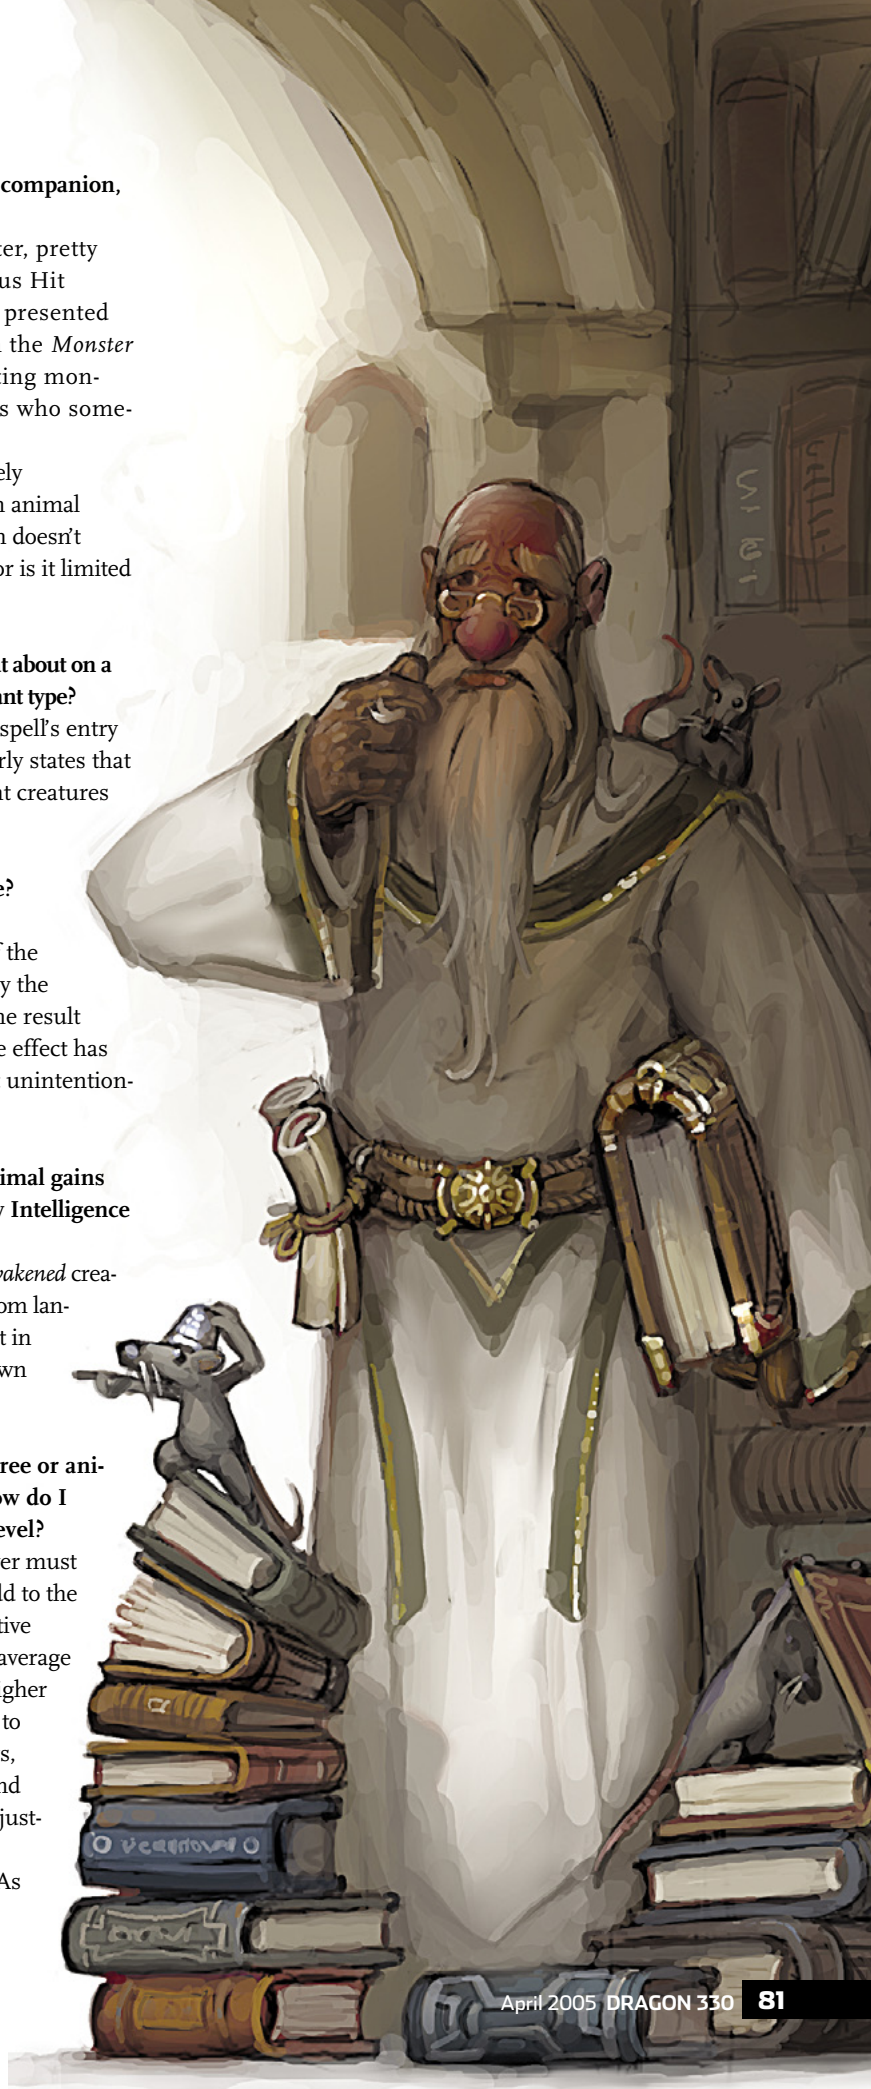 companion,
ter, pretty
us Hit
presented
the Monster
ting mon-
s who some-
ely
n animal
n doesn't
or is it limited
t about on a
ant type?
spell's entry
rly states that
nt creatures
e?
f the
y the
he result
e effect has
unintention-
imal gains
y Intelligence
wakened crea-
om lan-
t in
wn
ree or ani-
ow do I
evel?
er must
ld to the
tive
average
igher
to
s,
nd
just-
As
April 2005 DRAGON 330 81